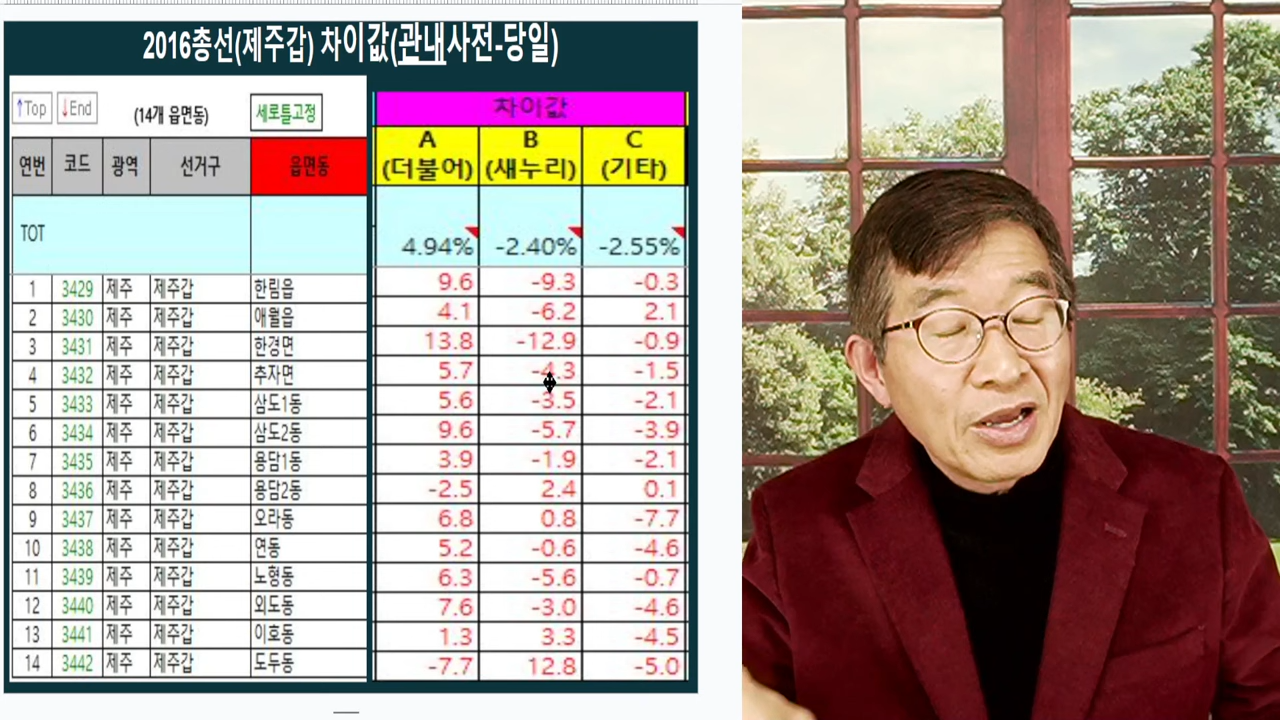 2016총선(제주갑) 차이값(관내사전-당일)
↑Top ↓End (14개 읍면동) 세로틀고정
차이값
연번 코드 광역 선거구 읍면동 A (더불어) B (새누리) C (기타)
TOT 4.94% -2.40% -2.55%
1 3429 제주 제주갑 한림읍 9.6 -9.3 -0.3
2 3430 제주 제주갑 애월읍 4.1 -6.2 2.1
3 3431 제주 제주갑 한경면 13.8 -12.9 -0.9
4 3432 제주 제주갑 추자면 5.7 -4.3 -1.5
5 3433 제주 제주갑 삼도1동 5.6 -3.5 -2.1
6 3434 제주 제주갑 삼도2동 9.6 -5.7 -3.9
7 3435 제주 제주갑 용담1동 3.9 -1.9 -2.1
8 3436 제주 제주갑 용담2동 -2.5 2.4 0.1
9 3437 제주 제주갑 오라동 6.8 0.8 -7.7
10 3438 제주 제주갑 연동 5.2 -0.6 -4.6
11 3439 제주 제주갑 노형동 6.3 -5.6 -0.7
12 3440 제주 제주갑 외도동 7.6 -3.0 -4.6
13 3441 제주 제주갑 이호동 1.3 3.3 -4.5
14 3442 제주 제주갑 도두동 -7.7 12.8 -5.0